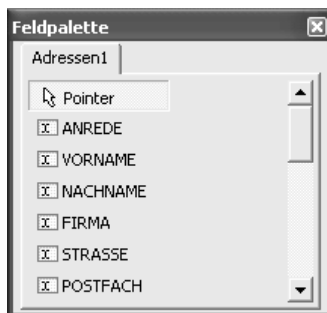 Feldpalette
Adressen1
Pointer
ANREDE
VORNAME
NACHNAME
FIRMA
STRASSE
POSTFACH